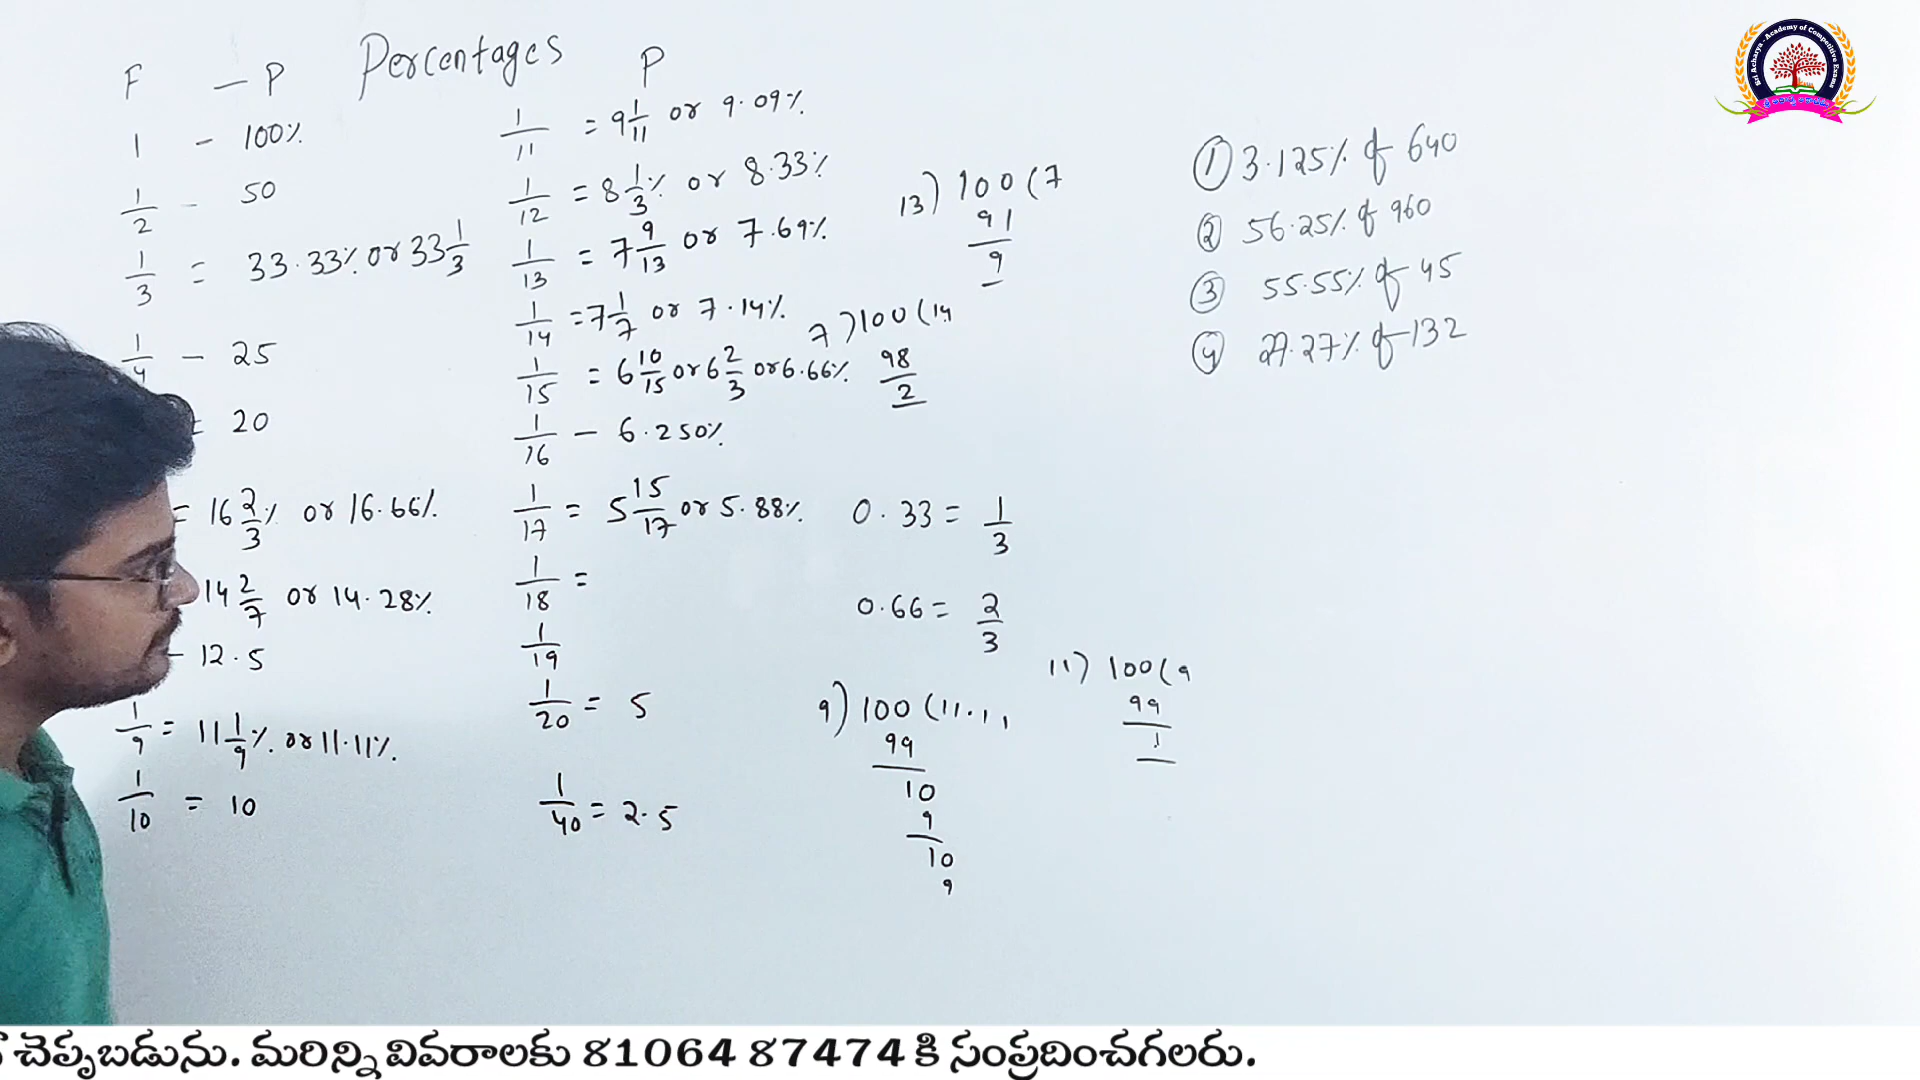 Percentages
F – P
1 – 100%
1/2 – 50
1/3 = 33.33% or 33 1/3
1/4 – 25
= 20
= 16 2/3 % or 16.66%
14 2/7 or 14.28%
– 12.5
1/9 = 11 1/9 % or 11.11%
1/10 = 10
P
1/11 = 9 1/11 or 9.09%
1/12 = 8 1/3 % or 8.33%
1/13 = 7 9/13 or 7.69%
1/14 = 7 1/7 or 7.14%
1/15 = 6 10/15 or 6 2/3 or 6.66%
1/16 – 6.250%
1/17 = 5 15/17 or 5.88%
1/18 =
1/19
1/20 = 5
1/40 = 2.5
13) 100 (7
91
9
7) 100 (14
98
2
0.33 = 1/3
0.66 = 2/3
9) 100 (11.11
99
10
9
10
9
11) 100 (9
99
1
① 3.125% of 640
② 56.25% of 960
③ 55.55% of 45
④ 27.27% of 132
Sri Acharya - Academy of Competitive Exams
చెప్పబడును. మరిన్ని వివరాలకు 81064 87474 కి సంప్రదించగలరు.